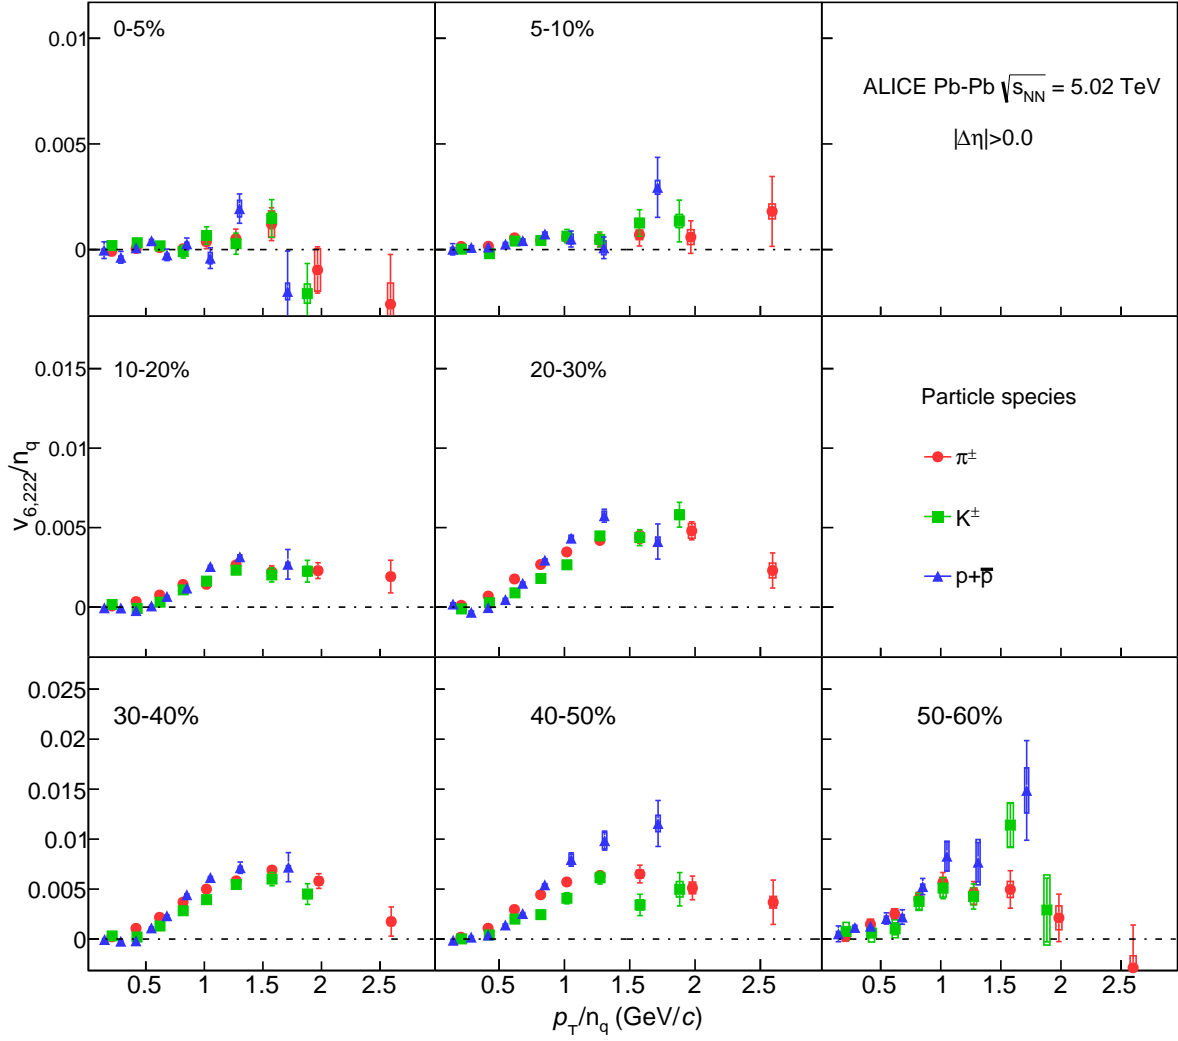 0-5%
5-10%
ALICE Pb-Pb √sNN = 5.02 TeV
|Δη|>0.0
0.01
0.005
0
10-20%
20-30%
Particle species
π±
K±
p+p̅
0.015
0.01
0.005
0
v6,222/nq
30-40%
40-50%
50-60%
0.025
0.02
0.015
0.01
0.005
0
0.5 1 1.5 2 2.5
0.5 1 1.5 2 2.5
0.5 1 1.5 2 2.5
pT/nq (GeV/c)